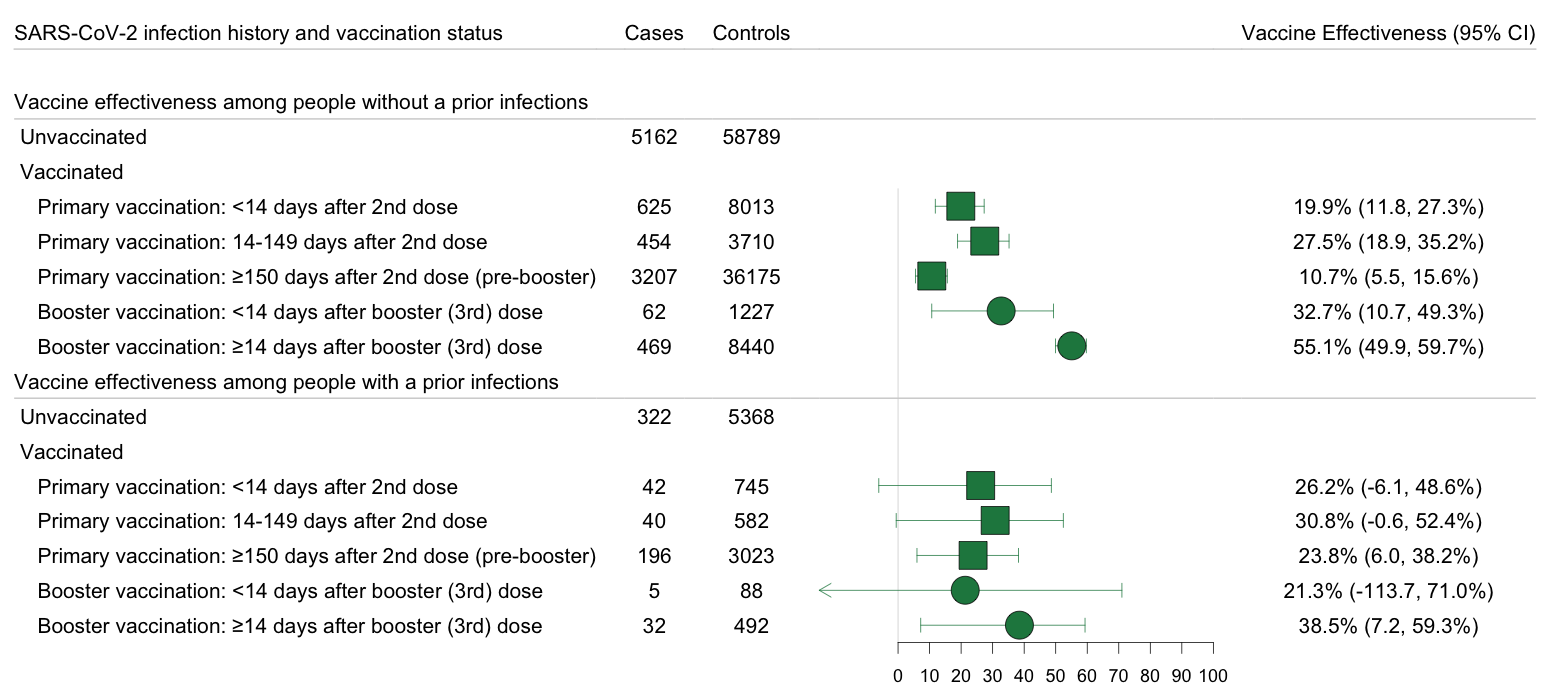 SARS-CoV-2 infection history and vaccination status Cases Controls Vaccine Effectiveness (95% CI)
Vaccine effectiveness among people without a prior infections
Unvaccinated 5162 58789
Vaccinated
Primary vaccination: <14 days after 2nd dose 625 8013 19.9% (11.8, 27.3%)
Primary vaccination: 14-149 days after 2nd dose 454 3710 27.5% (18.9, 35.2%)
Primary vaccination: ≥150 days after 2nd dose (pre-booster) 3207 36175 10.7% (5.5, 15.6%)
Booster vaccination: <14 days after booster (3rd) dose 62 1227 32.7% (10.7, 49.3%)
Booster vaccination: ≥14 days after booster (3rd) dose 469 8440 55.1% (49.9, 59.7%)
Vaccine effectiveness among people with a prior infections
Unvaccinated 322 5368
Vaccinated
Primary vaccination: <14 days after 2nd dose 42 745 26.2% (-6.1, 48.6%)
Primary vaccination: 14-149 days after 2nd dose 40 582 30.8% (-0.6, 52.4%)
Primary vaccination: ≥150 days after 2nd dose (pre-booster) 196 3023 23.8% (6.0, 38.2%)
Booster vaccination: <14 days after booster (3rd) dose 5 88 21.3% (-113.7, 71.0%)
Booster vaccination: ≥14 days after booster (3rd) dose 32 492 38.5% (7.2, 59.3%)
0 10 20 30 40 50 60 70 80 90 100